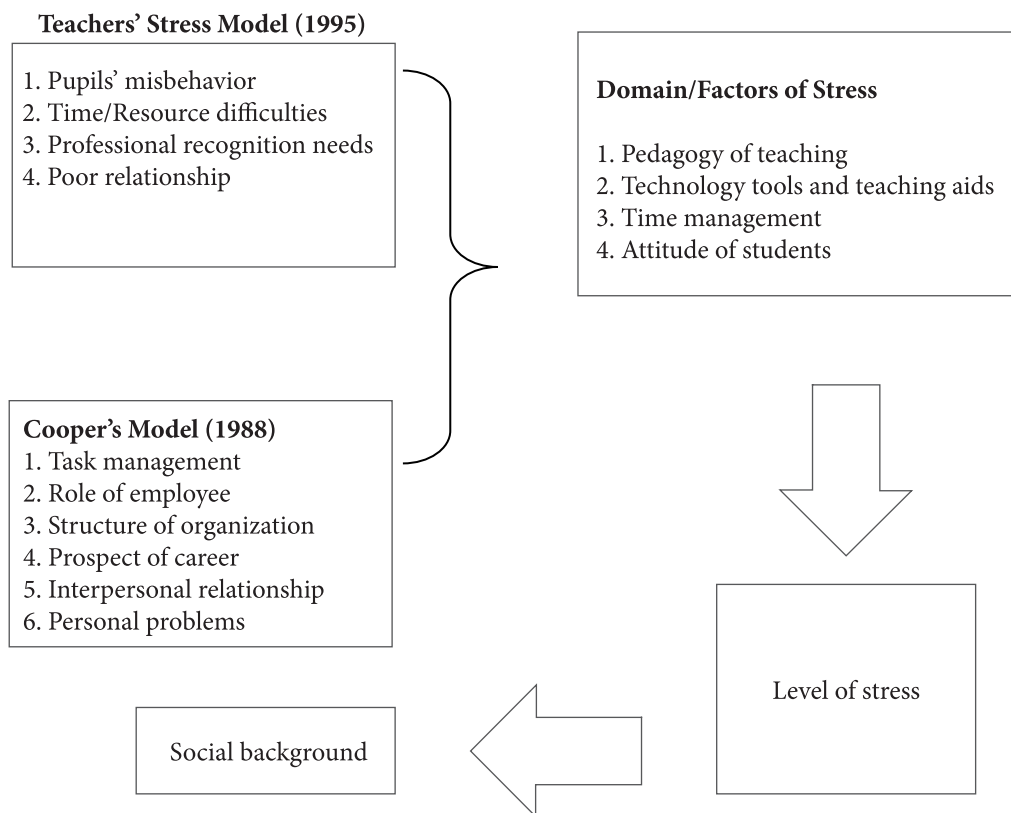 Teachers’ Stress Model (1995)
1. Pupils’ misbehavior
2. Time/Resource difficulties
3. Professional recognition needs
4. Poor relationship
Domain/Factors of Stress
1. Pedagogy of teaching
2. Technology tools and teaching aids
3. Time management
4. Attitude of students
Cooper’s Model (1988)
1. Task management
2. Role of employee
3. Structure of organization
4. Prospect of career
5. Interpersonal relationship
6. Personal problems
Level of stress
Social background